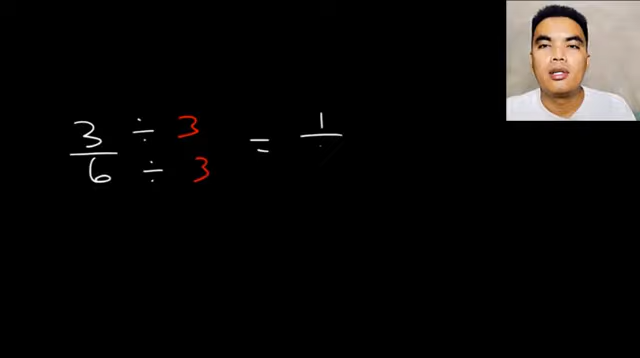 3 ÷ 3
6 ÷ 3
= 1